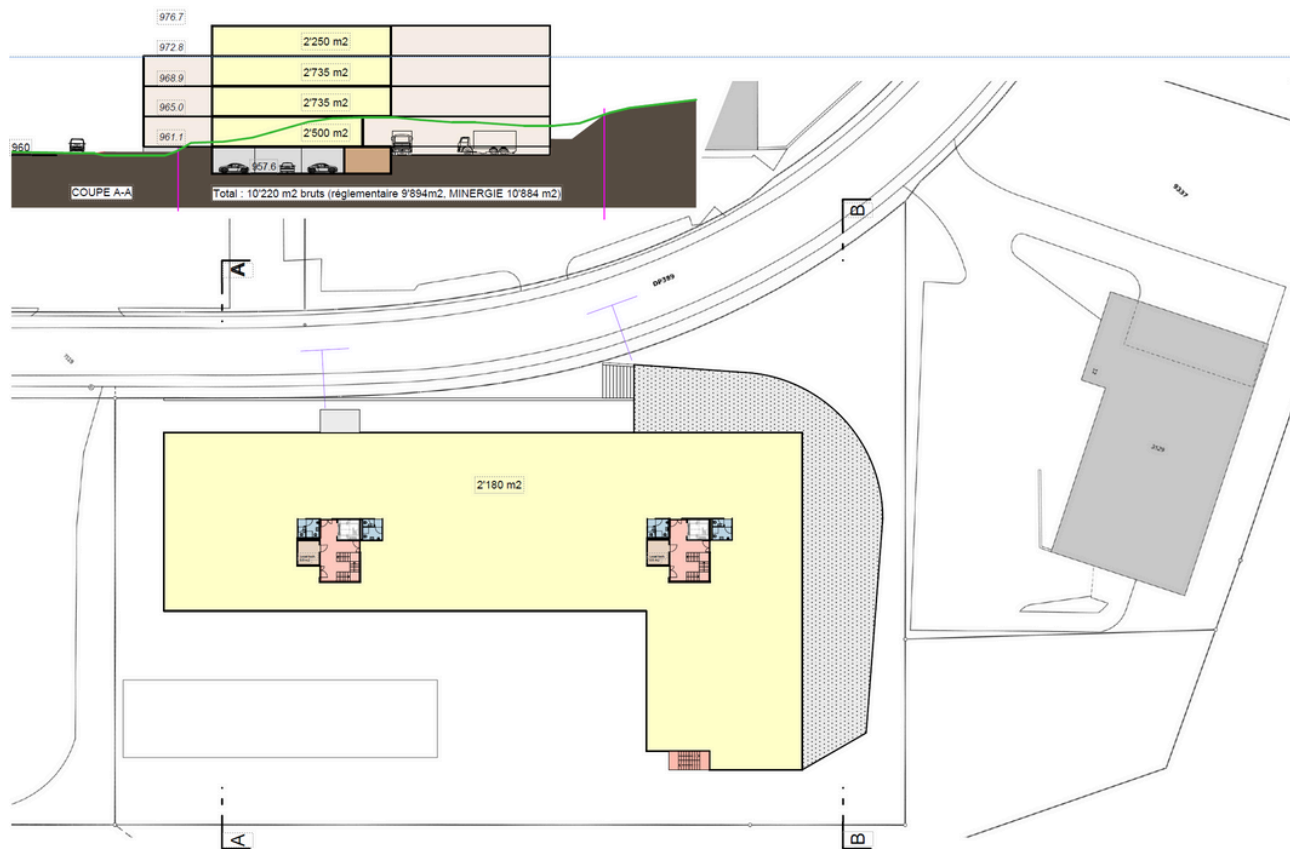 976.7
2'250 m2
972.8
2'735 m2
968.9
2'735 m2
965.0
2'500 m2
961.1
960
957.6
COUPE A-A
Total : 10'220 m2 bruts (réglementaire 9'894m2, MINERGIE 10'884 m2)
B
9337
A
DP389
2'180 m2
A
B